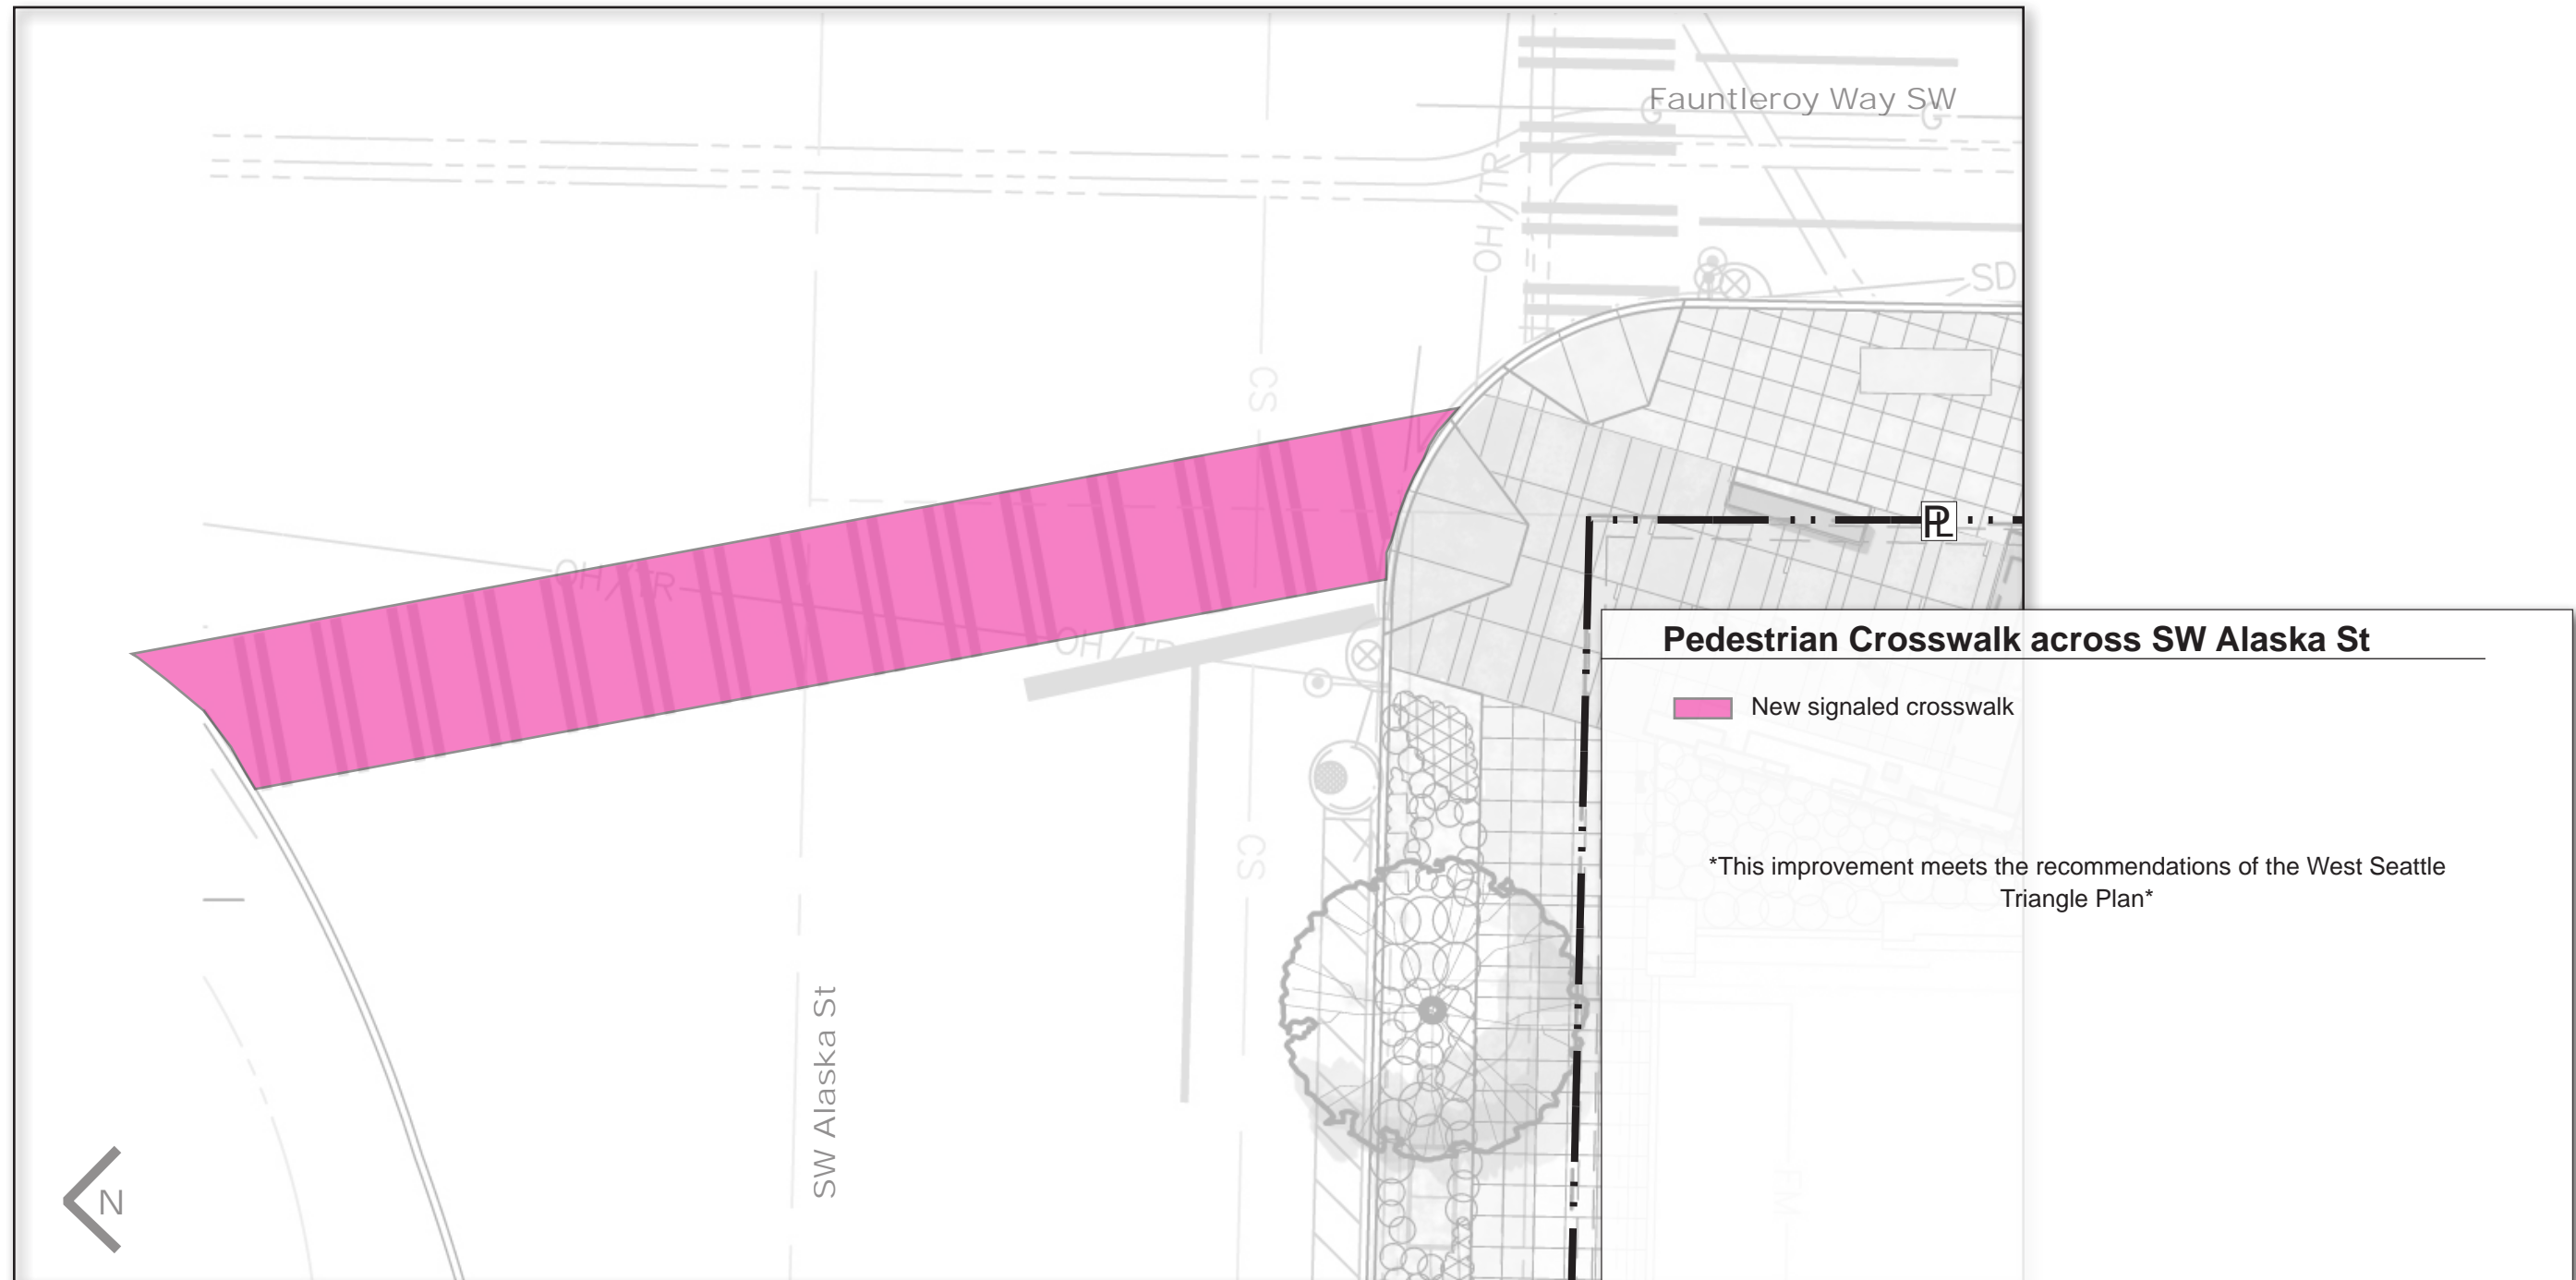 Fauntleroy Way SW
G
G
OH / TR
SD
CS
PL
OH / TR
OH / TR
Pedestrian Crosswalk across SW Alaska St
New signaled crosswalk
*This improvement meets the recommendations of the West Seattle
Triangle Plan*
CS
SW Alaska St
FM
N